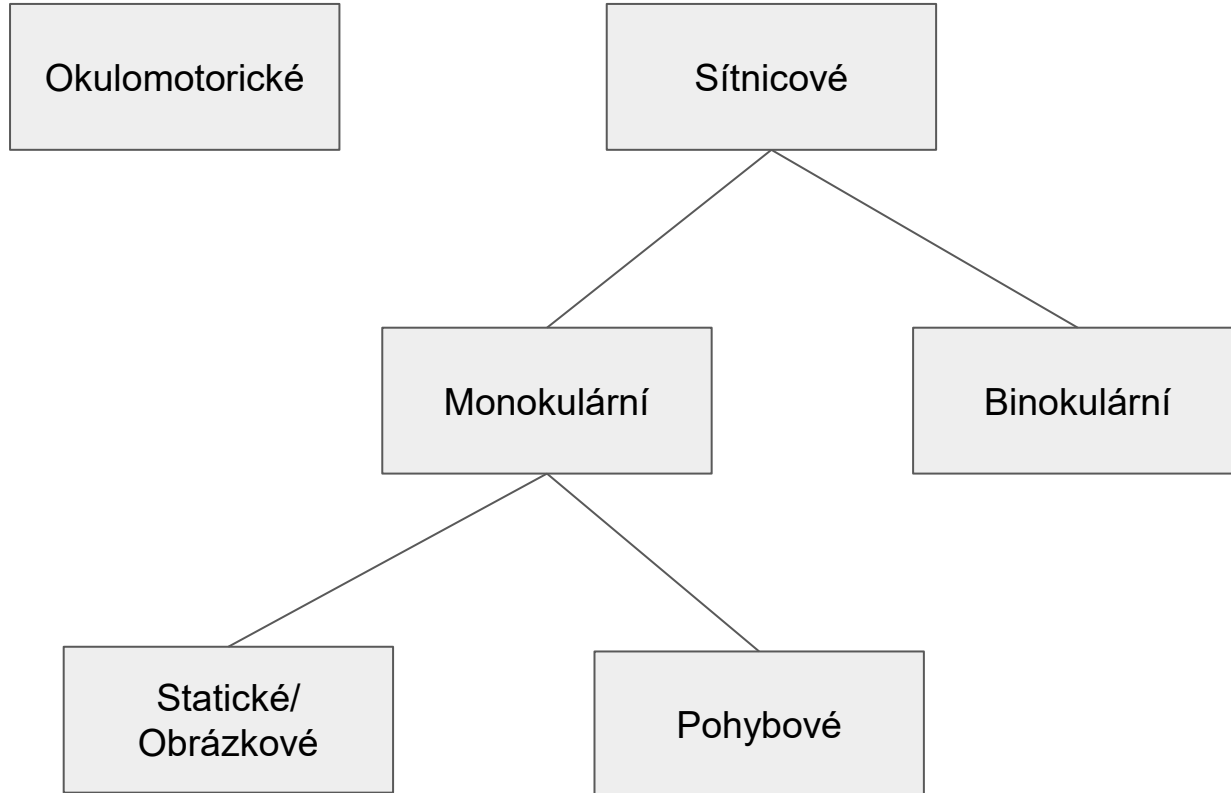 Okulomotorické
Sítnicové
Monokulární
Binokulární
Statické/
Obrázkové
Pohybové